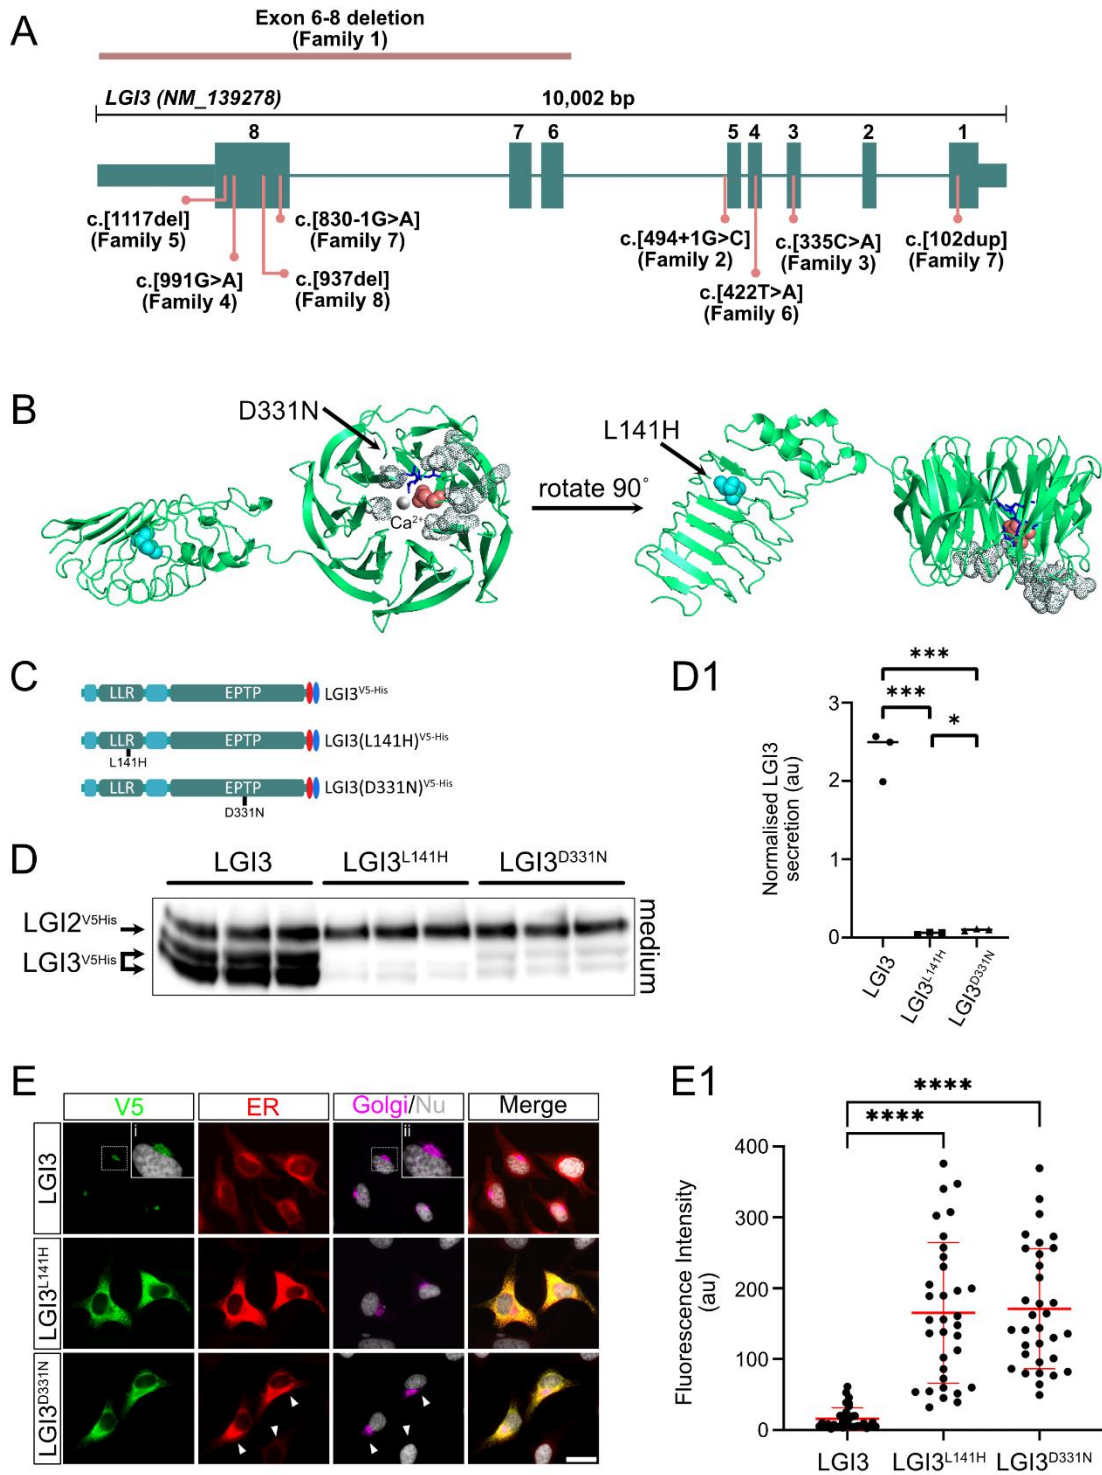 A
Exon 6-8 deletion
(Family 1)
LGI3 (NM_139278)
10,002 bp
8 7 6 5 4 3 2 1
c.[1117del]
(Family 5)
c.[830-1G>A]
(Family 7)
c.[991G>A]
(Family 4)
c.[937del]
(Family 8)
c.[494+1G>C]
(Family 2)
c.[335C>A]
(Family 3)
c.[102dup]
(Family 7)
c.[422T>A]
(Family 6)
B
D331N
Ca2+
rotate 90°
L141H
C
LLR EPTP LGI3V5-His
LLR EPTP LGI3(L141H)V5-His
L141H
LLR EPTP LGI3(D331N)V5-His
D331N
D
LGI3 LGI3L141H LGI3D331N
LGI2V5His
LGI3V5His
medium
D1
***
***
*
Normalised LGI3
secretion (au)
3
2
1
0
LGI3 LGI3L141H LGI3D331N
E
V5 ER Golgi/Nu Merge
LGI3
i
ii
LGI3L141H
LGI3D331N
E1
****
****
Fluorescence Intensity
(au)
400
300
200
100
0
LGI3 LGI3L141H LGI3D331N